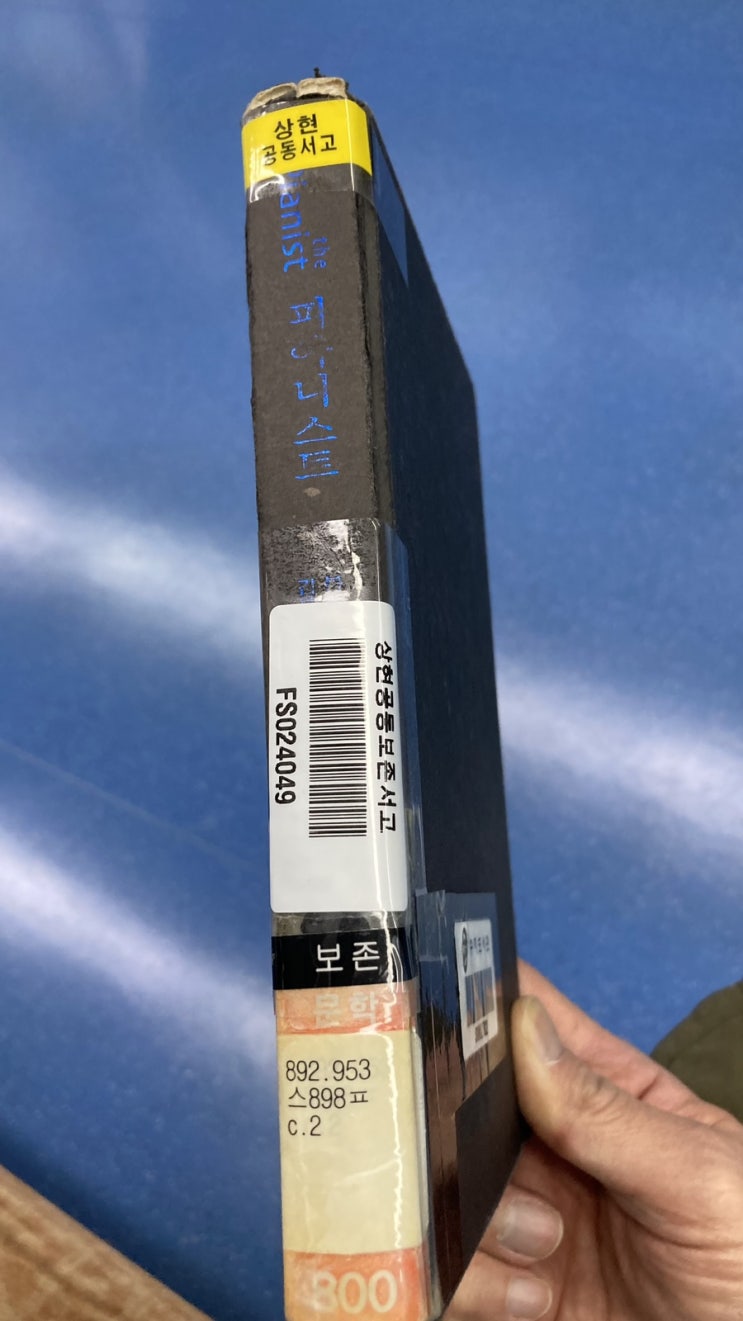 상현
공동서고
the
pianist
피아니스트
상현공동보존서고
FS024049
보존
문학
892.953
스898ㅍ
c.2
800